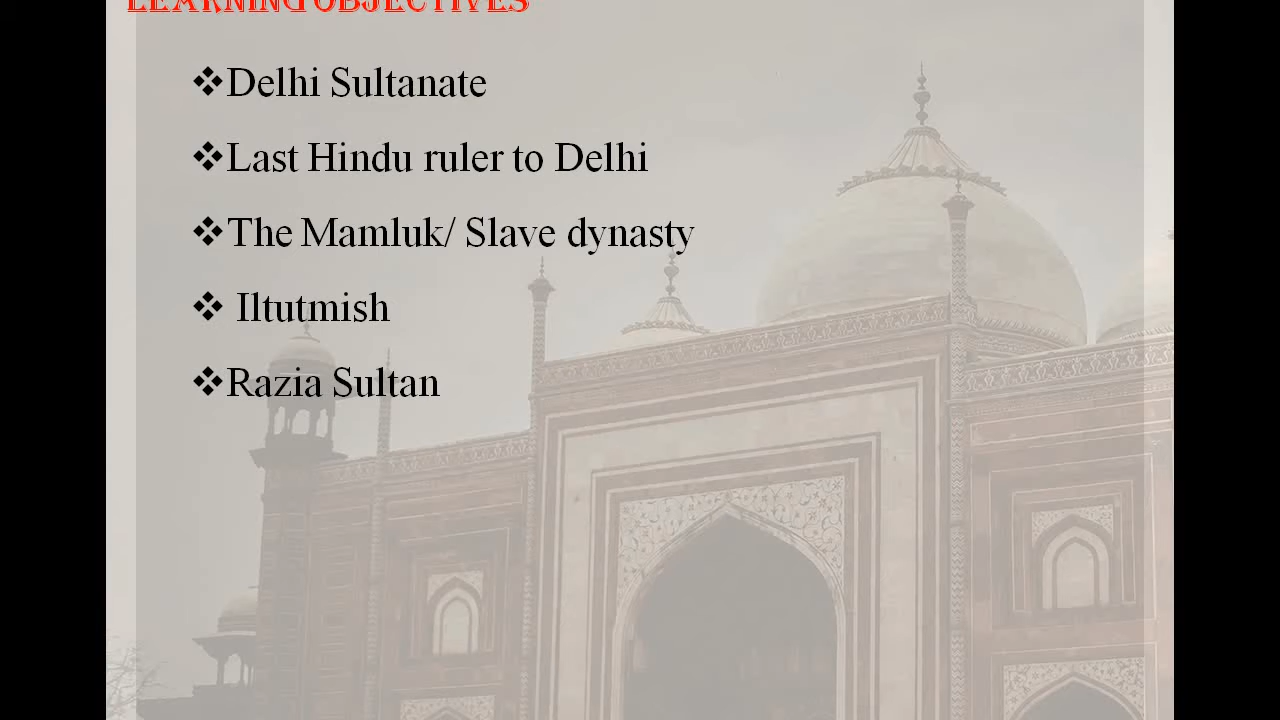 LEARNING OBJECTIVES
❖Delhi Sultanate
❖Last Hindu ruler to Delhi
❖The Mamluk/ Slave dynasty
❖ Iltutmish
❖Razia Sultan